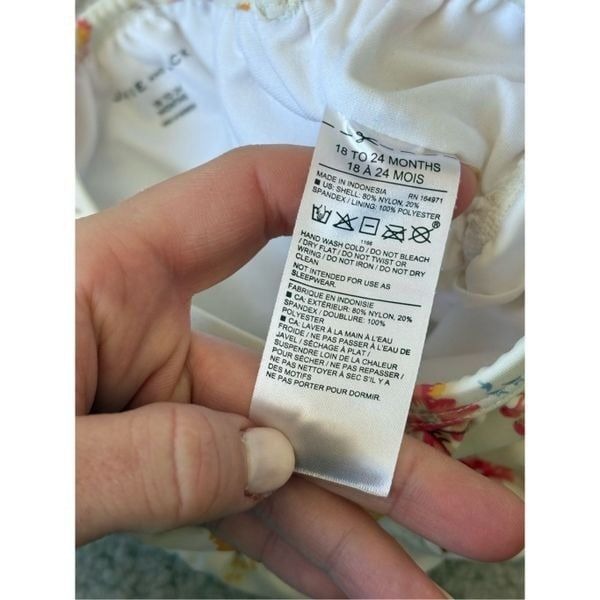 18 TO 24 MONTHS
18 À 24 MOIS
MADE IN INDONESIA RN 164971
■ US: SHELL: 80% NYLON, 20%
SPANDEX / LINING: 100% POLYESTER
®
1166
HAND WASH COLD / DO NOT BLEACH
/ DRY FLAT / DO NOT TWIST OR
WRING / DO NOT IRON / DO NOT DRY
CLEAN
NOT INTENDED FOR USE AS
SLEEPWEAR.
FABRIQUE EN INDONISIE
■ CA: EXTÉRIEUR: 80% NYLON, 20%
SPANDEX / DOUBLURE: 100%
POLYESTER
■ CA: LAVER À LA MAIN À L'EAU
FROIDE / NE PAS PASSER À L'EAU DE
JAVEL / SÉCHAGE À PLAT /
SUSPENDRE LOIN DE LA CHALEUR
POUR SÉCHER / NE PAS REPASSER /
NE PAS NETTOYER À SEC S'IL Y A
DES MOTIFS
NE PAS PORTER POUR DORMIR.